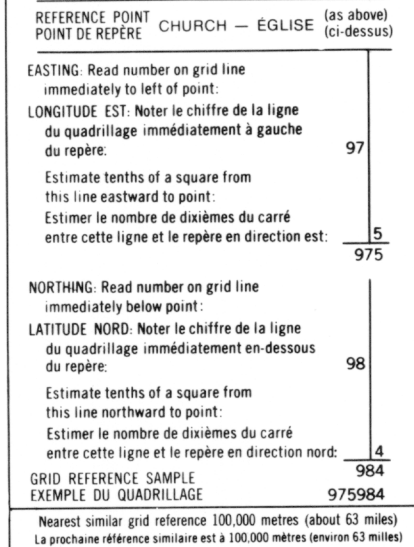 REFERENCE POINT CHURCH — ÉGLISE (as above)
POINT DE REPÈRE (ci-dessus)
EASTING: Read number on grid line
immediately to left of point:
LONGITUDE EST: Noter le chiffre de la ligne
du quadrillage immédiatement à gauche
du repère: 97
Estimate tenths of a square from
this line eastward to point:
Estimer le nombre de dixièmes du carré
entre cette ligne et le repère en direction est: 5
975
NORTHING: Read number on grid line
immediately below point:
LATITUDE NORD: Noter le chiffre de la ligne
du quadrillage immédiatement en-dessous
du repère: 98
Estimate tenths of a square from
this line northward to point:
Estimer le nombre de dixièmes du carré
entre cette ligne et le repère en direction nord: 4
GRID REFERENCE SAMPLE 984
EXEMPLE DU QUADRILLAGE 975984
Nearest similar grid reference 100,000 metres (about 63 miles)
La prochaine référence similaire est à 100,000 mètres (environ 63 milles)